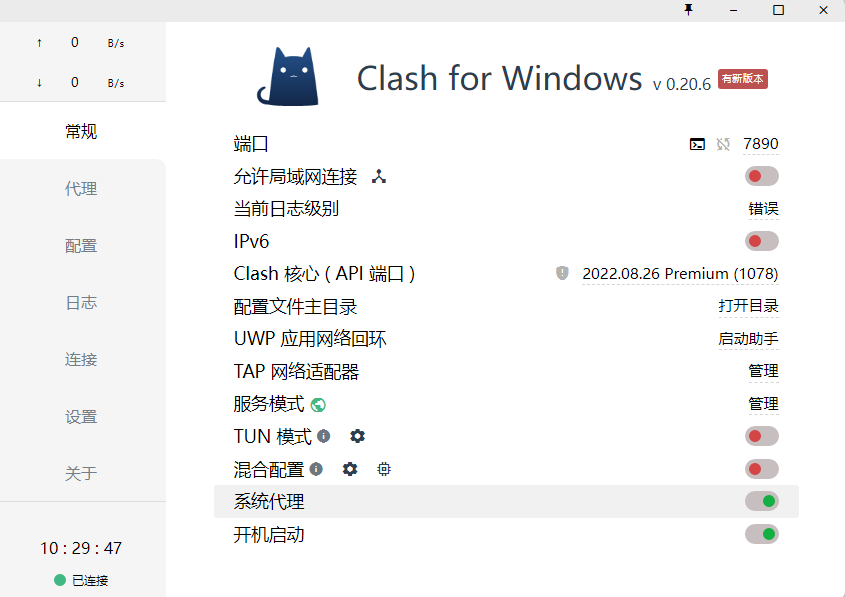 ↑ 0 B/s
↓ 0 B/s
常规
代理
配置
日志
连接
设置
关于
10 : 29 : 47
已连接
Clash for Windows v 0.20.6 有新版本
端口 7890
允许局域网连接
当前日志级别 错误
IPv6
Clash 核心 ( API 端口 ) 2022.08.26 Premium (1078)
配置文件主目录 打开目录
UWP 应用网络回环 启动助手
TAP 网络适配器 管理
服务模式 管理
TUN 模式
混合配置
系统代理
开机启动